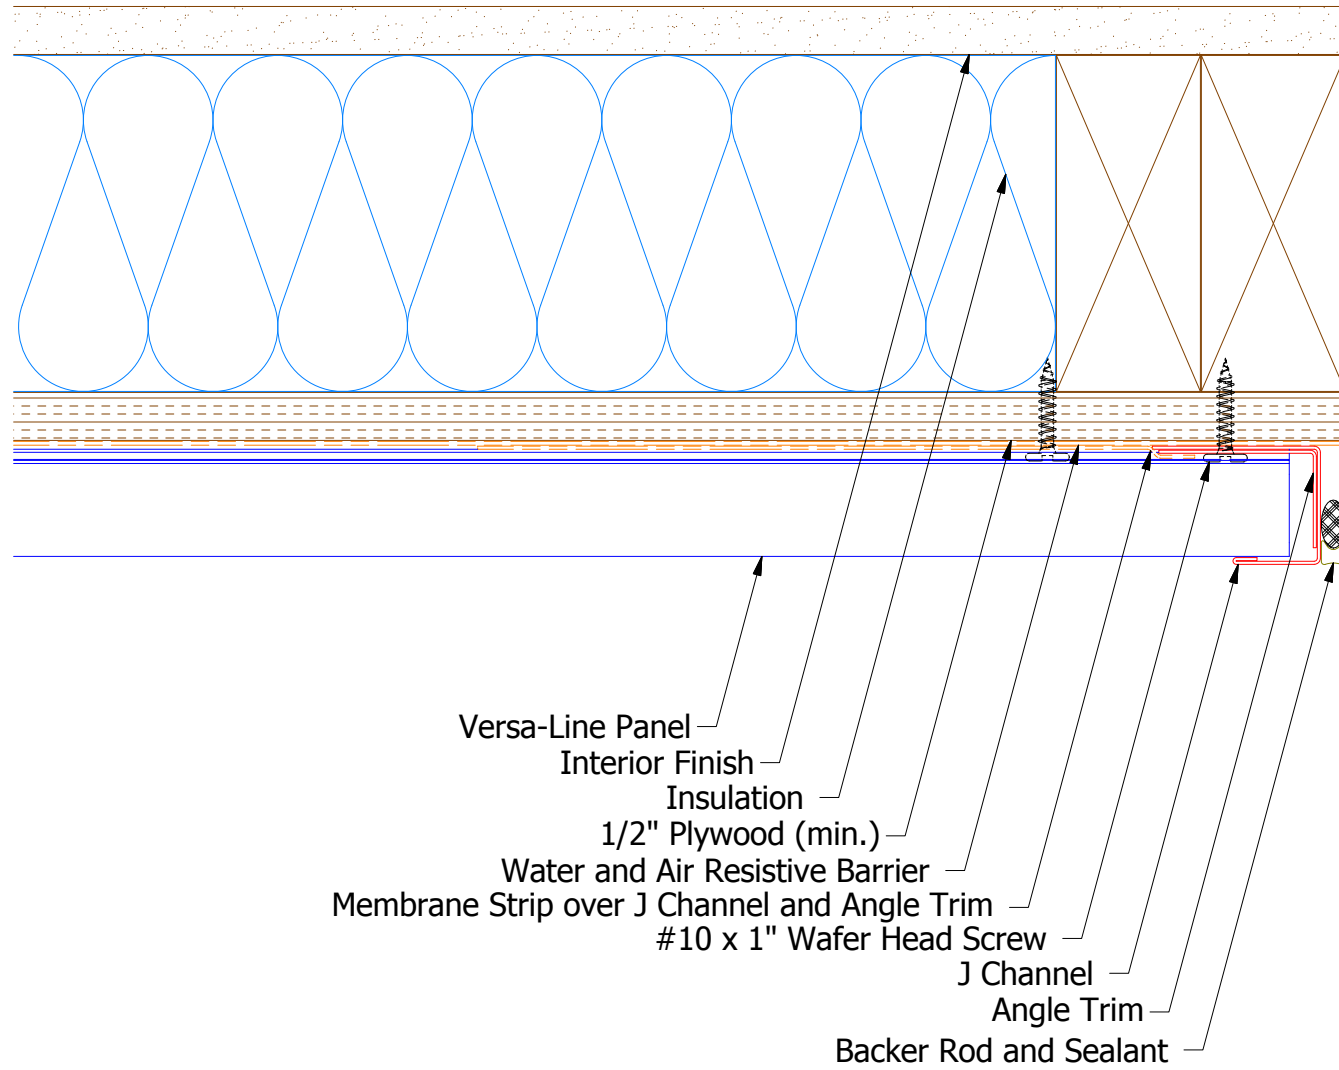 Versa-Line Panel
Interior Finish
Insulation
1/2" Plywood (min.)
Water and Air Resistive Barrier
Membrane Strip over J Channel and Angle Trim
#10 x 1" Wafer Head Screw
J Channel
Angle Trim
Backer Rod and Sealant